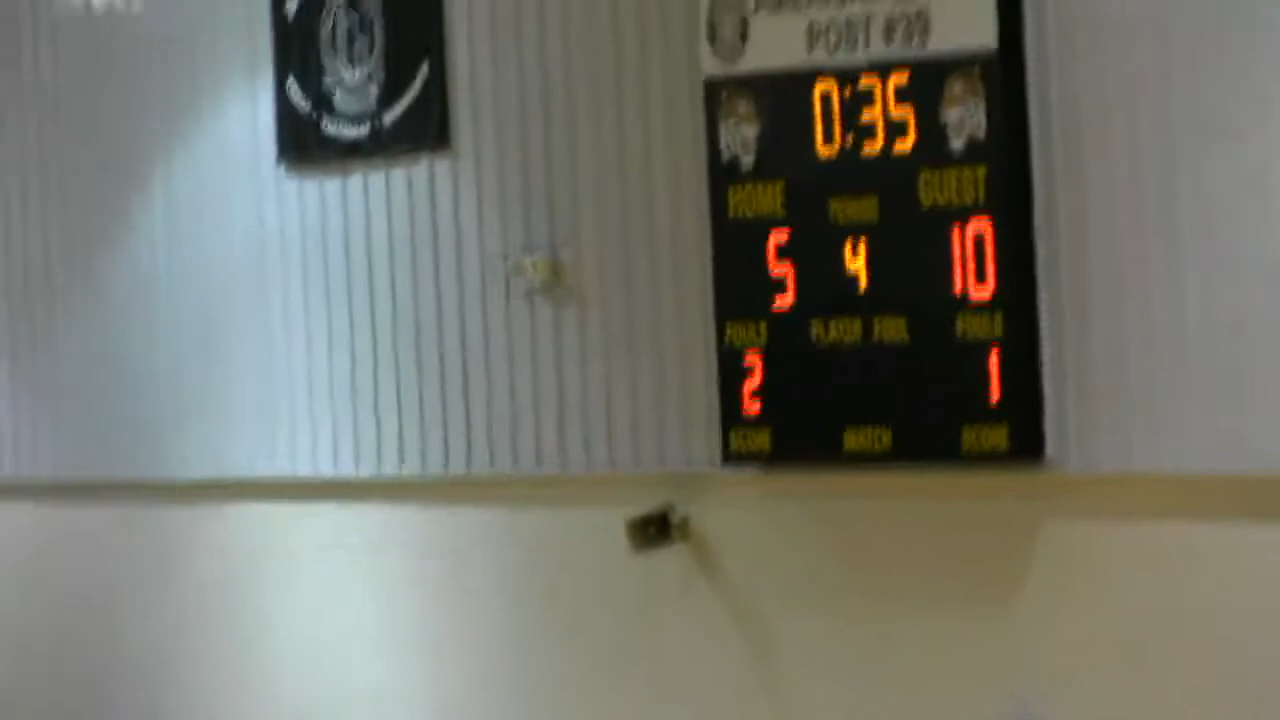 POST #39
0:35
HOME GUEST
PERIOD
5 4 10
FOULS PLAYER FOUL FOULS
2 1
SCORE MATCH SCORE